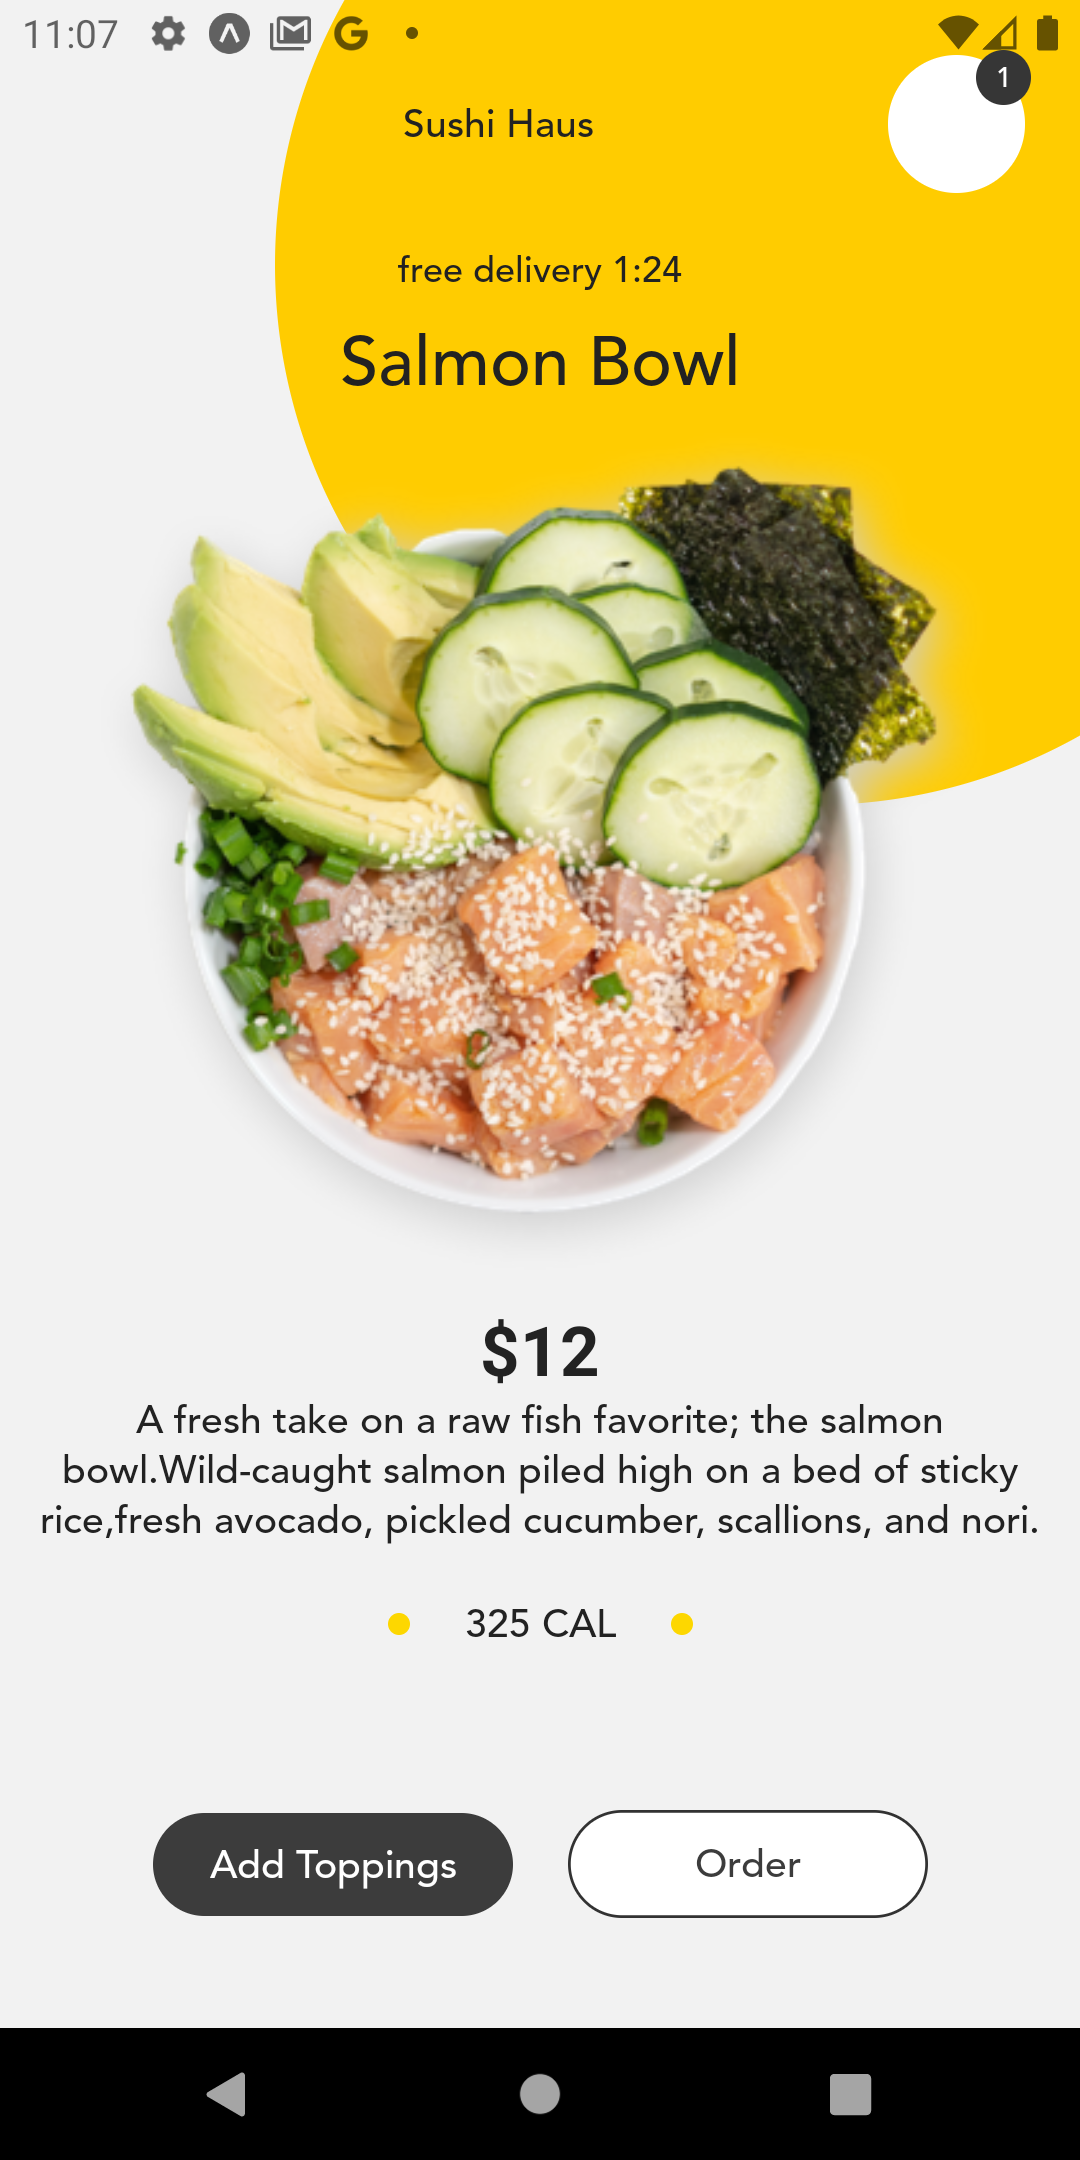 11:07
1
Sushi Haus
free delivery 1:24
Salmon Bowl
$12
A fresh take on a raw fish favorite; the salmon
bowl.Wild-caught salmon piled high on a bed of sticky
rice,fresh avocado, pickled cucumber, scallions, and nori.
325 CAL
Add Toppings
Order